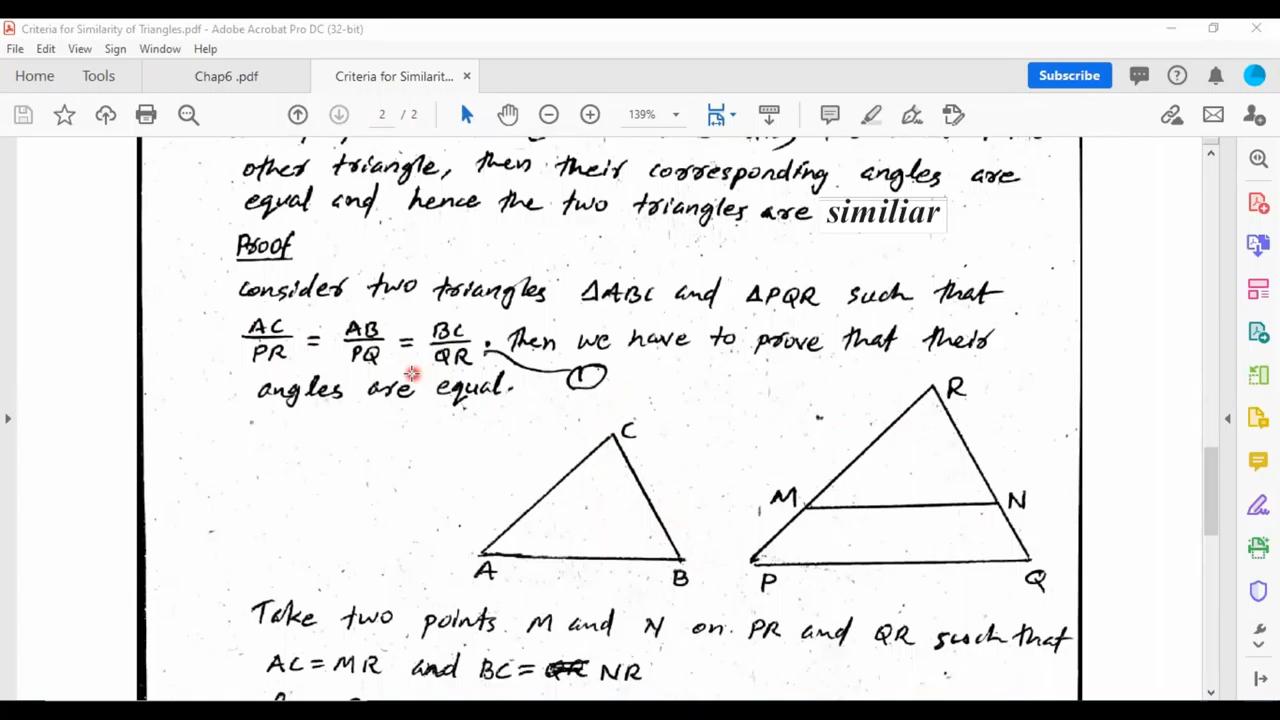 Criteria for Similarity of Triangles.pdf - Adobe Acrobat Pro DC (32-bit)
File Edit View Sign Window Help
Home Tools Chap6 .pdf Criteria for Similarit... ×
Subscribe
2 / 2 139%
other triangle, then their corresponding angles are
equal and hence the two triangles are similiar
Proof
Consider two triangles ΔABC and ΔPQR such that
AC/PR = AB/PQ = BC/QR . then we have to prove that their
angles are equal. ①
R
C
M N
A B P Q
Take two points M and N on PR and QR such that
AC = MR and BC = NR